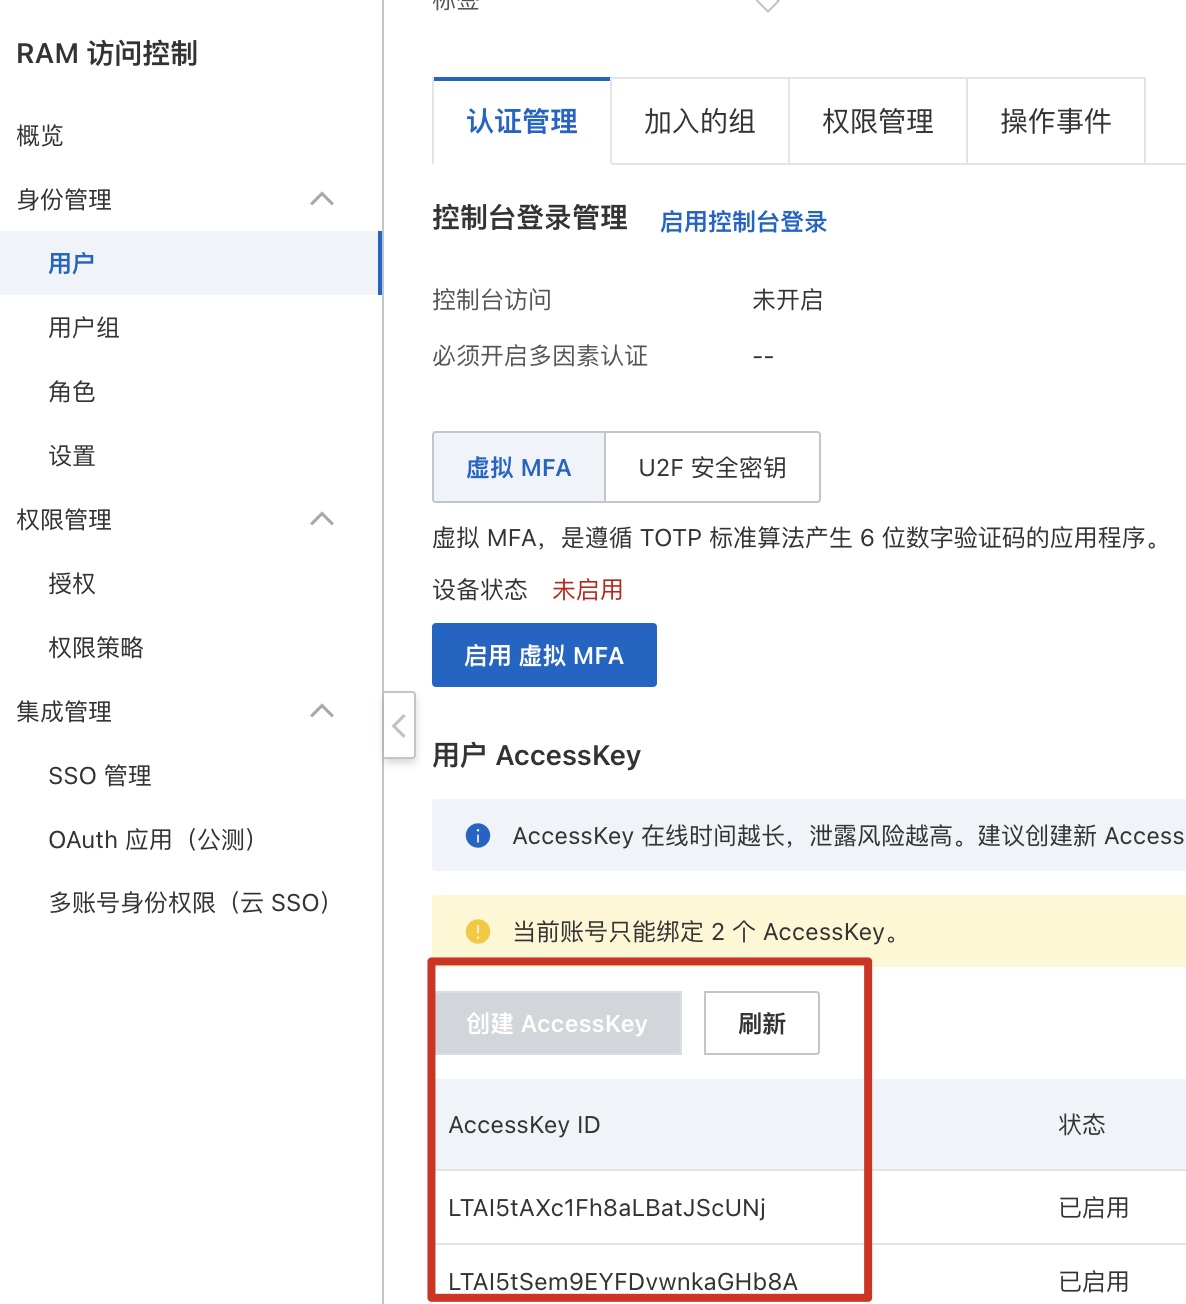 标签
RAM 访问控制
概览
身份管理
用户
用户组
角色
设置
权限管理
授权
权限策略
集成管理
SSO 管理
OAuth 应用（公测）
多账号身份权限（云 SSO）
认证管理 加入的组 权限管理 操作事件
控制台登录管理 启用控制台登录
控制台访问 未开启
必须开启多因素认证 --
虚拟 MFA U2F 安全密钥
虚拟 MFA，是遵循 TOTP 标准算法产生 6 位数字验证码的应用程序。
设备状态 未启用
启用 虚拟 MFA
用户 AccessKey
AccessKey 在线时间越长，泄露风险越高。建议创建新 Access
当前账号只能绑定 2 个 AccessKey。
创建 AccessKey 刷新
AccessKey ID 状态
LTAI5tAXc1Fh8aLBatJScUNj 已启用
LTAI5tSem9EYFDvwnkaGHb8A 已启用